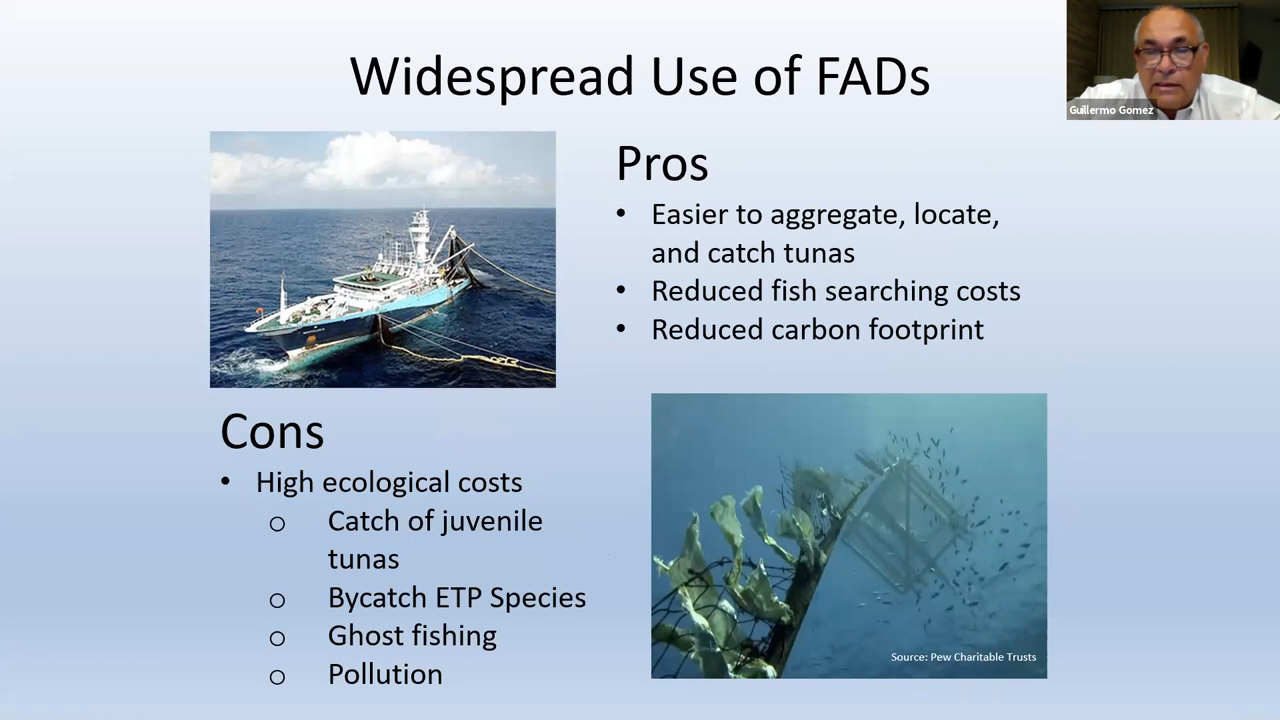 Widespread Use of FADs
Guillermo Gomez
Pros
• Easier to aggregate, locate,
and catch tunas
• Reduced fish searching costs
• Reduced carbon footprint
Cons
• High ecological costs
o Catch of juvenile
tunas
o Bycatch ETP Species
o Ghost fishing
o Pollution
Source: Pew Charitable Trusts